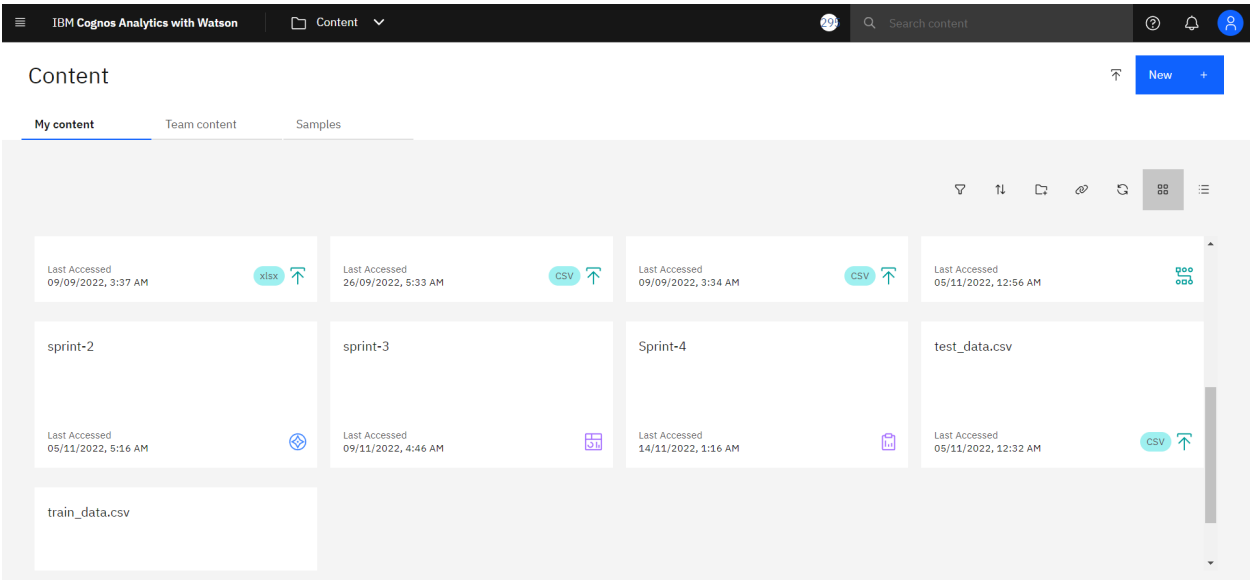 IBM Cognos Analytics with Watson
Content
295
Search content
Content
New +
My content
Team content
Samples
Last Accessed
09/09/2022, 3:37 AM
xlsx
Last Accessed
26/09/2022, 5:33 AM
CSV
Last Accessed
09/09/2022, 3:34 AM
CSV
Last Accessed
05/11/2022, 12:56 AM
sprint-2
Last Accessed
05/11/2022, 5:16 AM
sprint-3
Last Accessed
09/11/2022, 4:46 AM
Sprint-4
Last Accessed
14/11/2022, 1:16 AM
test_data.csv
Last Accessed
05/11/2022, 12:32 AM
CSV
train_data.csv